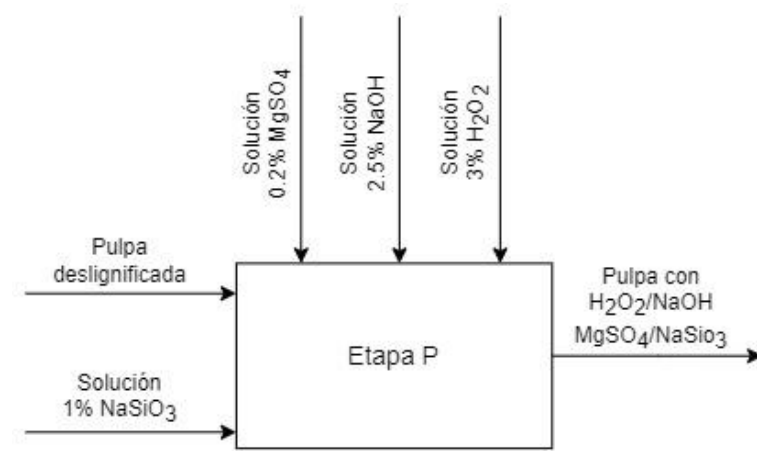 Solución
0.2% MgSO4
Solución
2.5% NaOH
Solución
3% H2O2
Pulpa
deslignificada
Solución
1% NaSiO3
Etapa P
Pulpa con
H2O2/NaOH
MgSO4/NaSio3